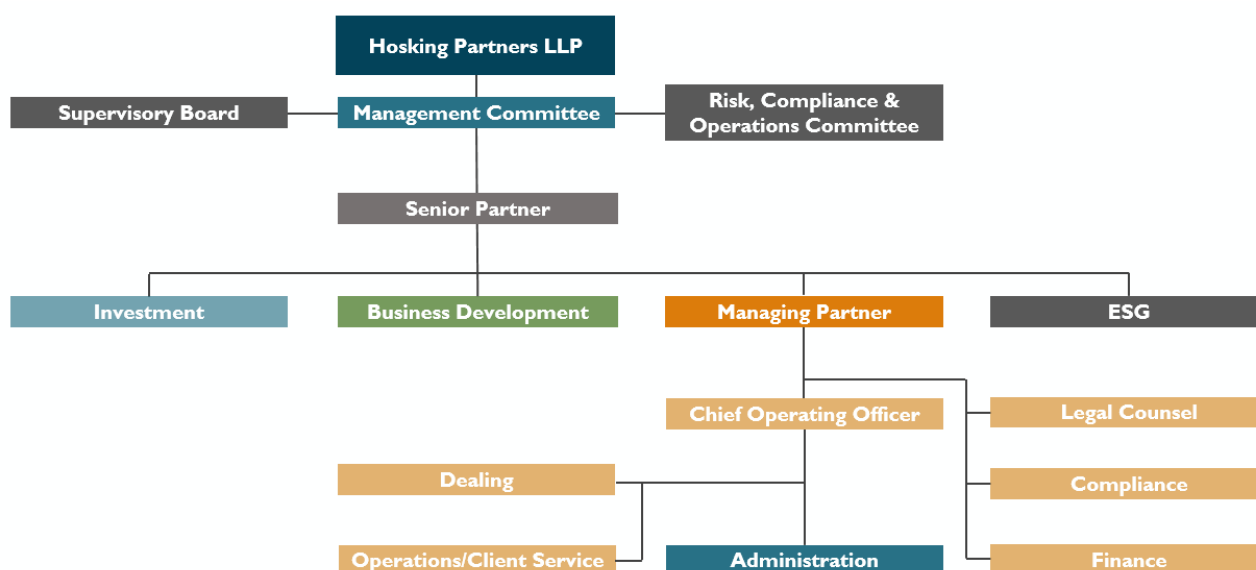 Hosking Partners LLP
Supervisory Board
Management Committee
Risk, Compliance &
Operations Committee
Senior Partner
Investment
Business Development
Managing Partner
ESG
Chief Operating Officer
Legal Counsel
Dealing
Compliance
Operations/Client Service
Administration
Finance